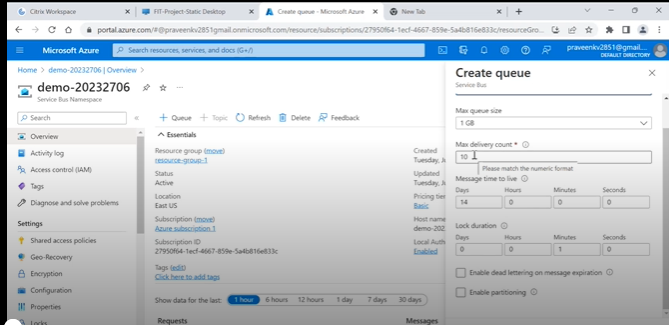 Citrix Workspace
FIT-Project-Static Desktop
Create queue - Microsoft Azure
New Tab
portal.azure.com/#@praveenkv2851gmail.onmicrosoft.com/resource/subscriptions/27950f64-1ecf-4667-859e-5a4b816e833c/resourceGro...
Microsoft Azure
Search resources, services, and docs (G+/)
praveenkv2851@gmail....
DEFAULT DIRECTORY
Home > demo-20232706 | Overview >
demo-20232706
Service Bus Namespace
Search
Overview
Activity log
Access control (IAM)
Tags
Diagnose and solve problems
Settings
Shared access policies
Geo-Recovery
Encryption
Configuration
Properties
Locks
+ Queue + Topic Refresh Delete Feedback
Essentials
Resource group (move)
resource-group-1
Status
Active
Location
East US
Subscription (move)
Azure subscription 1
Subscription ID
27950f64-1ecf-4667-859e-5a4b816e833c
Tags (edit)
Click here to add tags
Created
Tuesday, Ju
Updated
Tuesday, Ju
Pricing tier
Basic
Host name
demo-202
Local Auth
Enabled
Show data for the last: 1 hour 6 hours 12 hours 1 day 7 days 30 days
Requests Messages
Create queue
Service Bus
Max queue size
1 GB
Max delivery count *
10
Please match the numeric format
Message time to live
Days Hours Minutes Seconds
14 0 0 0
Lock duration
Days Hours Minutes Seconds
0 0 1 0
Enable dead lettering on message expiration
Enable partitioning